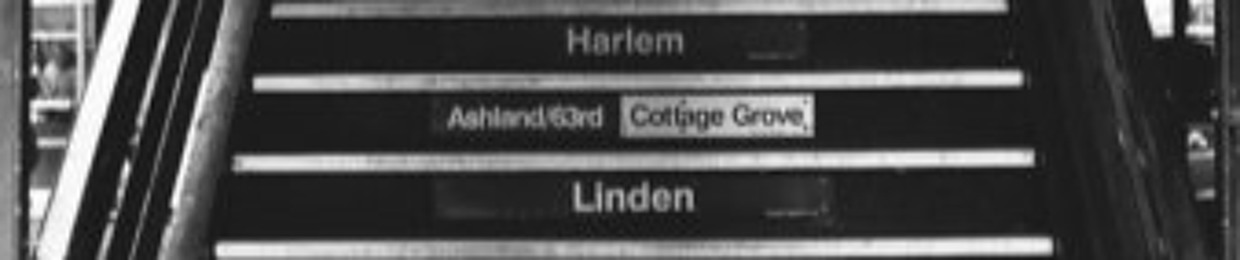 Harlem
Ashland/63rd Cottage Grove
Linden